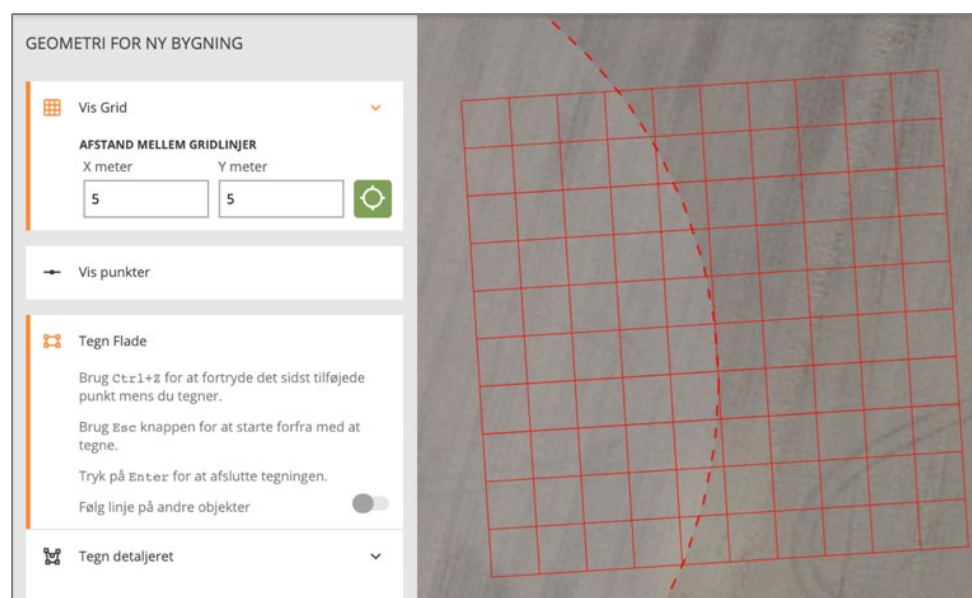 GEOMETRI FOR NY BYGNING
Vis Grid
AFSTAND MELLEM GRIDLINJER
X meter Y meter
5 5
Vis punkter
Tegn Flade
Brug Ctrl+Z for at fortryde det sidst tilføjede
punkt mens du tegner.
Brug Esc knappen for at starte forfra med at
tegne.
Tryk på Enter for at afslutte tegningen.
Følg linje på andre objekter
Tegn detaljeret